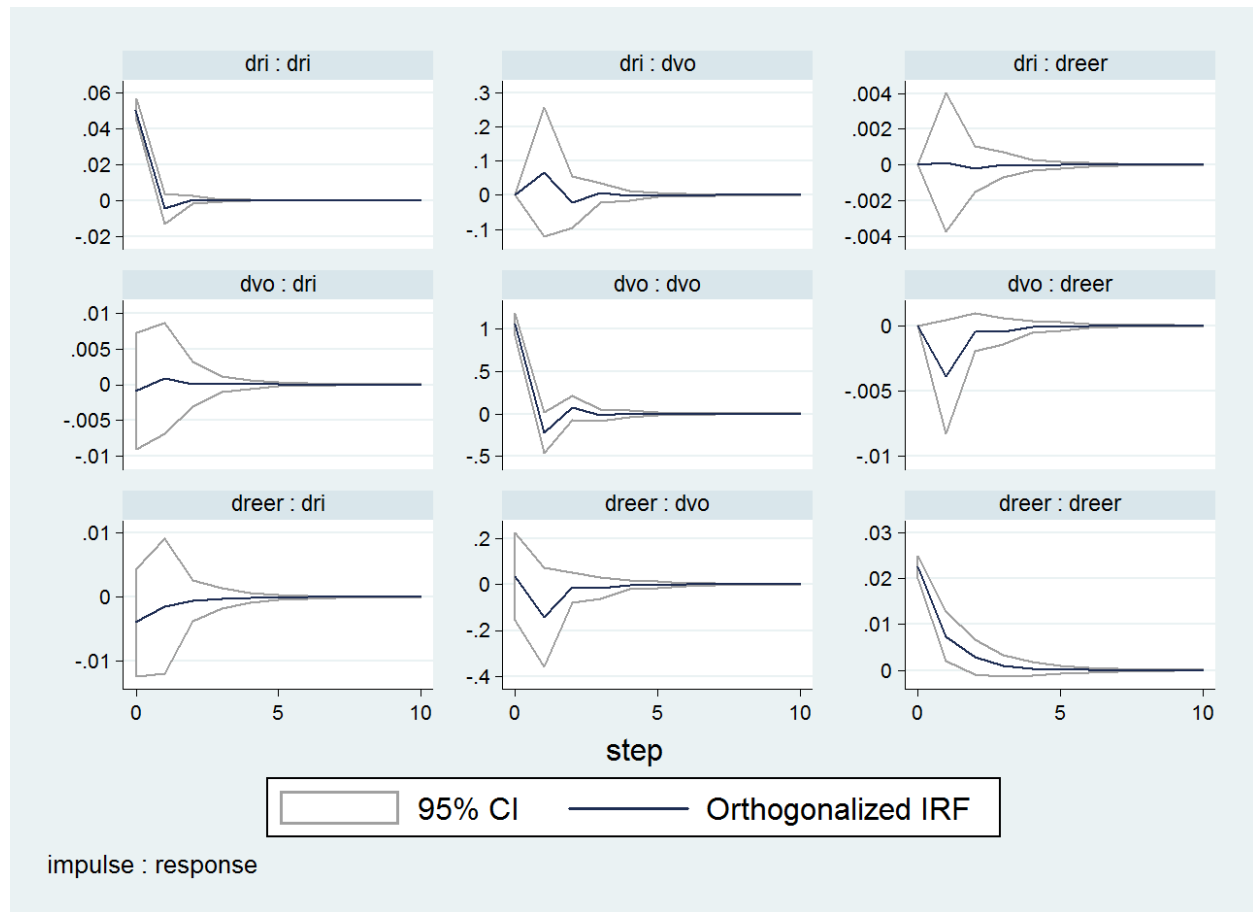 dri : dri
dri : dvo
dri : dreer
.06
.04
.02
0
-.02
.3
.2
.1
0
-.1
.004
.002
0
-.002
-.004
dvo : dri
dvo : dvo
dvo : dreer
.01
.005
0
-.005
-.01
1
.5
0
-.5
0
-.005
-.01
dreer : dri
dreer : dvo
dreer : dreer
.01
0
-.01
.2
0
-.2
-.4
.03
.02
.01
0
0 5 10
0 5 10
0 5 10
step
95% CI
Orthogonalized IRF
impulse : response